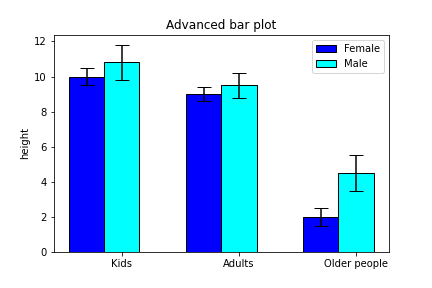 Advanced bar plot
12
10
8
6
4
2
0
height
Female
Male
Kids
Adults
Older people